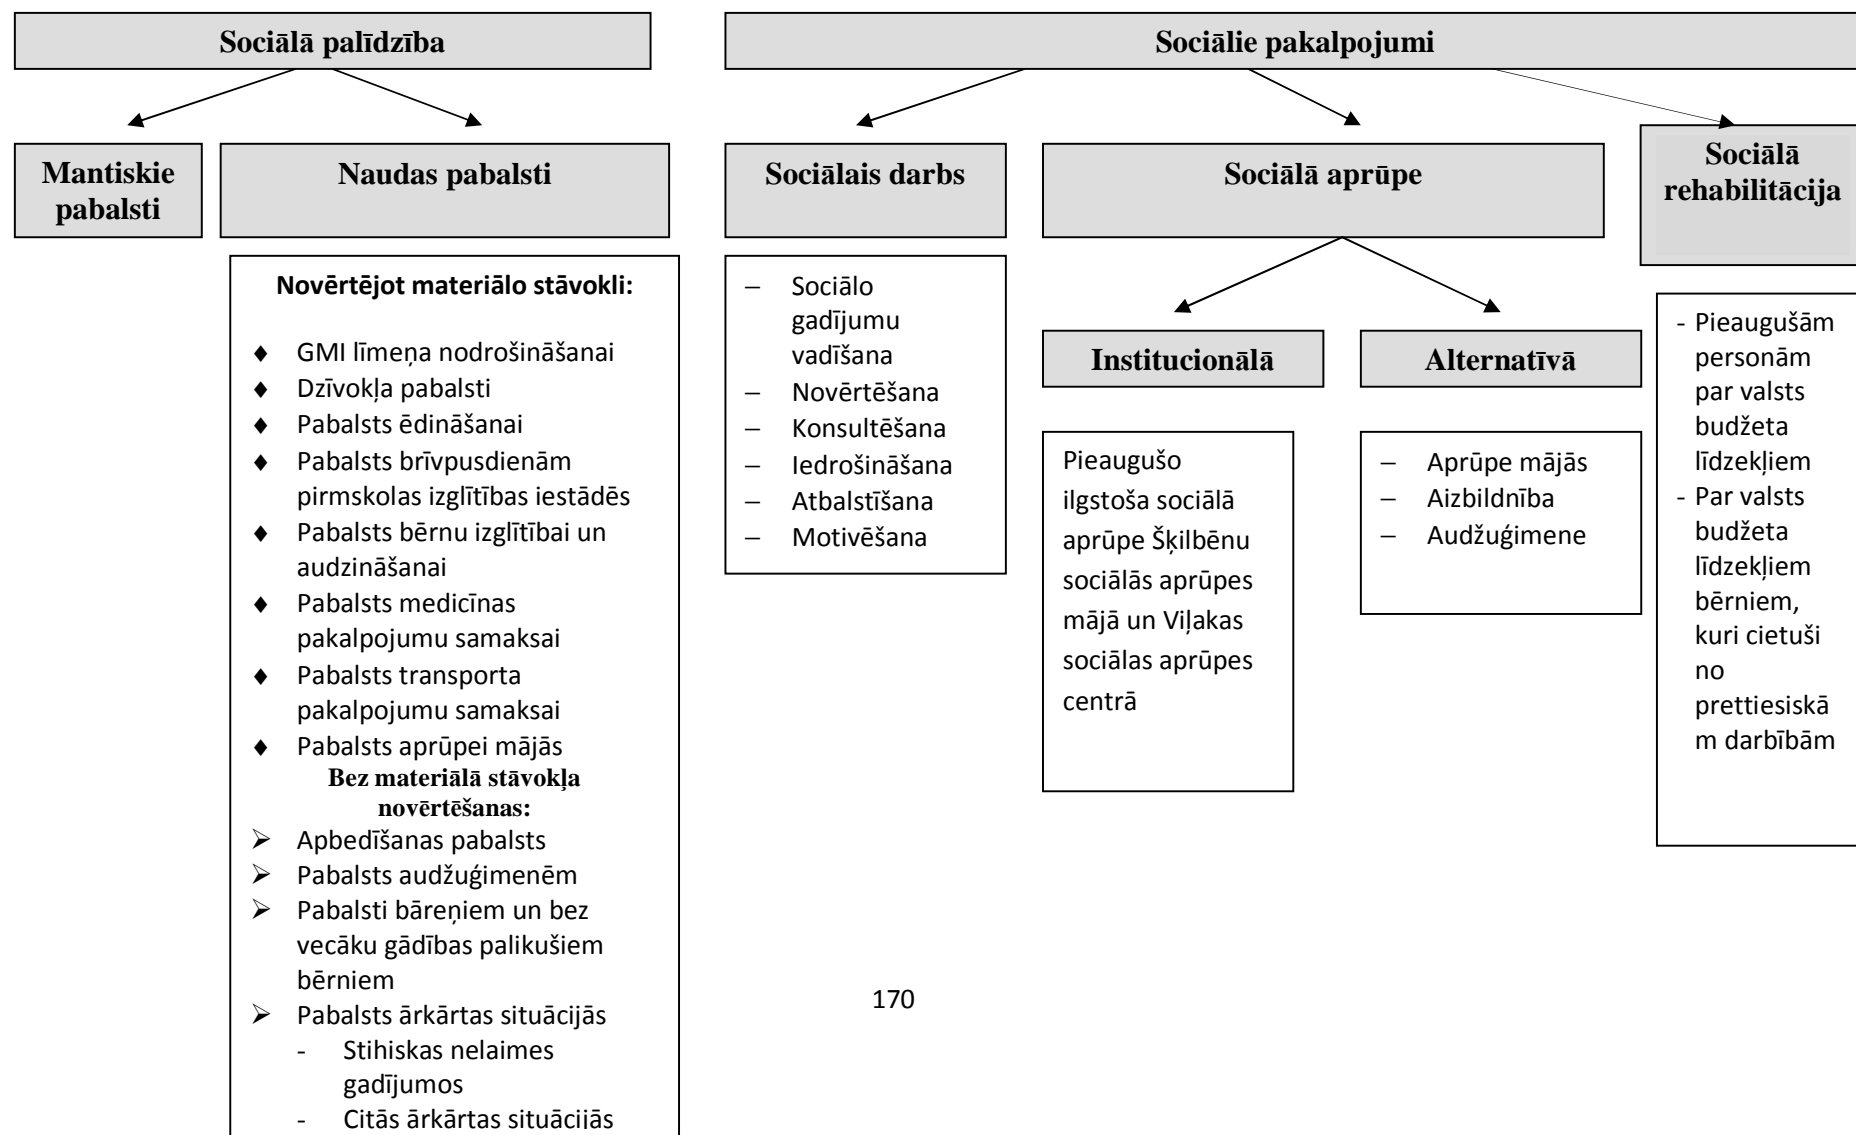 Sociālā palīdzība
Sociālie pakalpojumi
Mantiskie
pabalsti
Naudas pabalsti
Sociālais darbs
Sociālā aprūpe
Sociālā
rehabilitācija
Novērtējot materiālo stāvokli:
♦ GMI līmeņa nodrošināšanai
♦ Dzīvokļa pabalsti
♦ Pabalsts ēdināšanai
♦ Pabalsts brīvpusdienām
pirmskolas izglītības iestādēs
♦ Pabalsts bērnu izglītībai un
audzināšanai
♦ Pabalsts medicīnas
pakalpojumu samaksai
♦ Pabalsts transporta
pakalpojumu samaksai
♦ Pabalsts aprūpei mājās
Bez materiālā stāvokļa
novērtēšanas:
➢ Apbedīšanas pabalsts
➢ Pabalsts audžuģimenēm
➢ Pabalsti bāreņiem un bez
vecāku gādības palikušiem
bērniem
➢ Pabalsts ārkārtas situācijās
- Stihiskas nelaimes
gadījumos
- Citās ārkārtas situācijās
– Sociālo
gadījumu
vadīšana
– Novērtēšana
– Konsultēšana
– Iedrošināšana
– Atbalstīšana
– Motivēšana
Institucionālā
Pieaugušo
ilgstoša sociālā
aprūpe Šķilbēnu
sociālās aprūpes
mājā un Viļakas
sociālas aprūpes
centrā
Alternatīvā
– Aprūpe mājās
– Aizbildnība
– Audžuģimene
- Pieaugušām
personām
par valsts
budžeta
līdzekļiem
- Par valsts
budžeta
līdzekļiem
bērniem,
kuri cietuši
no
prettiesiskā
m darbībām
170